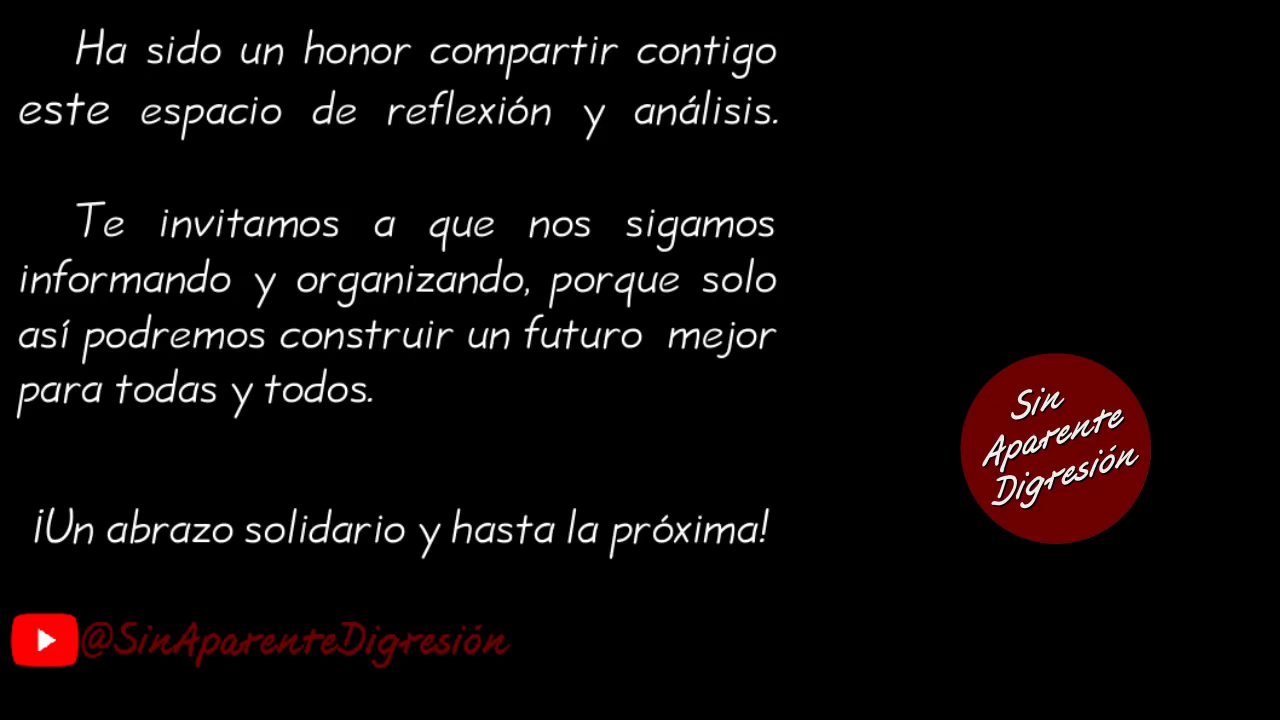 Ha sido un honor compartir contigo
este espacio de reflexión y análisis.
Te invitamos a que nos sigamos
informando y organizando, porque solo
así podremos construir un futuro mejor
para todas y todos.
Sin
Aparente
Digresión
¡Un abrazo solidario y hasta la próxima!
@SinAparenteDigresión